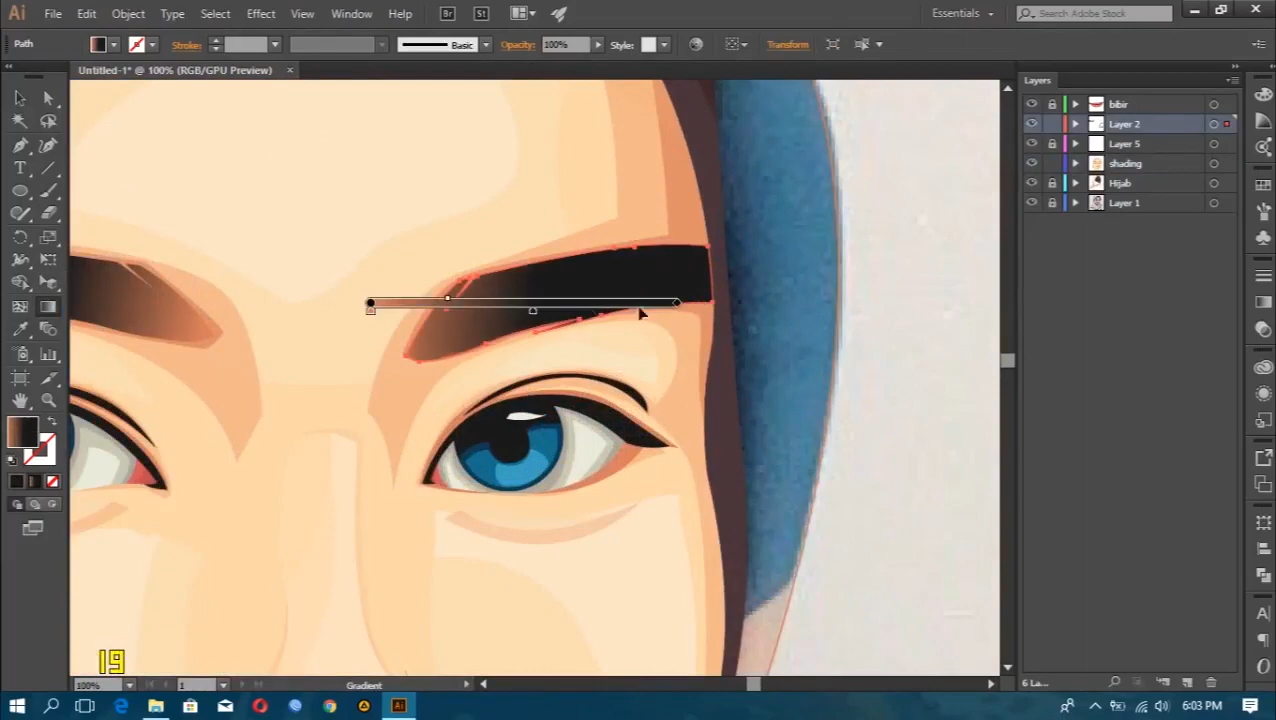 Ai File Edit Object Type Select Effect View Window Help Br St Essentials Search Adobe Stock
Path Stroke: Basic Opacity: 100% Style: Transform
Untitled-1* @ 100% (RGB/GPU Preview) ×
Layers
bibir
Layer 2
Layer 5
shading
Hijab
Layer 1
19
100% 1 Gradient 6 La...
Ai 6:03 PM